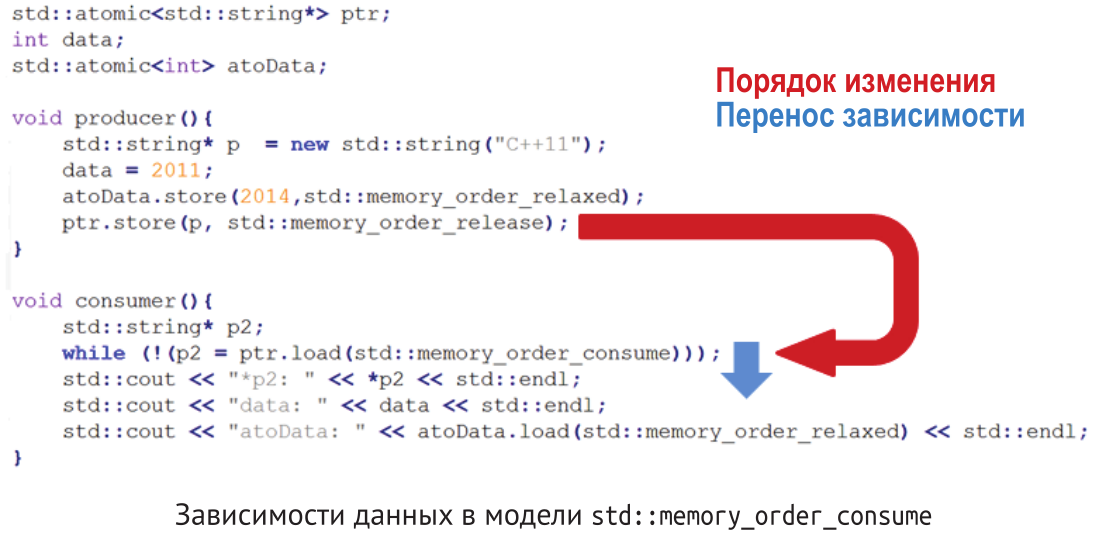 std::atomic<std::string*> ptr;
int data;
std::atomic<int> atoData;
Порядок изменения
Перенос зависимости
void producer(){
    std::string* p  = new std::string("C++11");
    data = 2011;
    atoData.store(2014,std::memory_order_relaxed);
    ptr.store(p, std::memory_order_release);
}
void consumer(){
    std::string* p2;
    while (!(p2 = ptr.load(std::memory_order_consume)));
    std::cout << "*p2: " << *p2 << std::endl;
    std::cout << "data: " << data << std::endl;
    std::cout << "atoData: " << atoData.load(std::memory_order_relaxed) << std::endl;
}
Зависимости данных в модели std::memory_order_consume